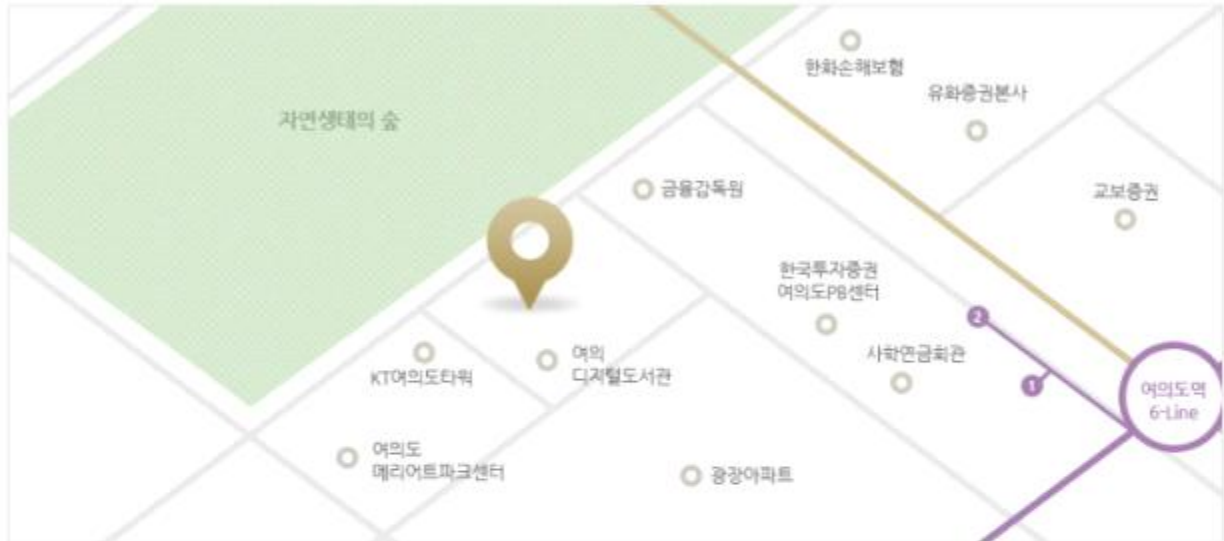 한화손해보험
유화증권본사
자연생태의 숲
금융감독원
교보증권
한국투자증권
여의도PB센터
2
사학연금회관
여의
디지털도서관
KT여의도타워
1
여의도역
6-Line
여의도
메리어트파크센터
광장아파트